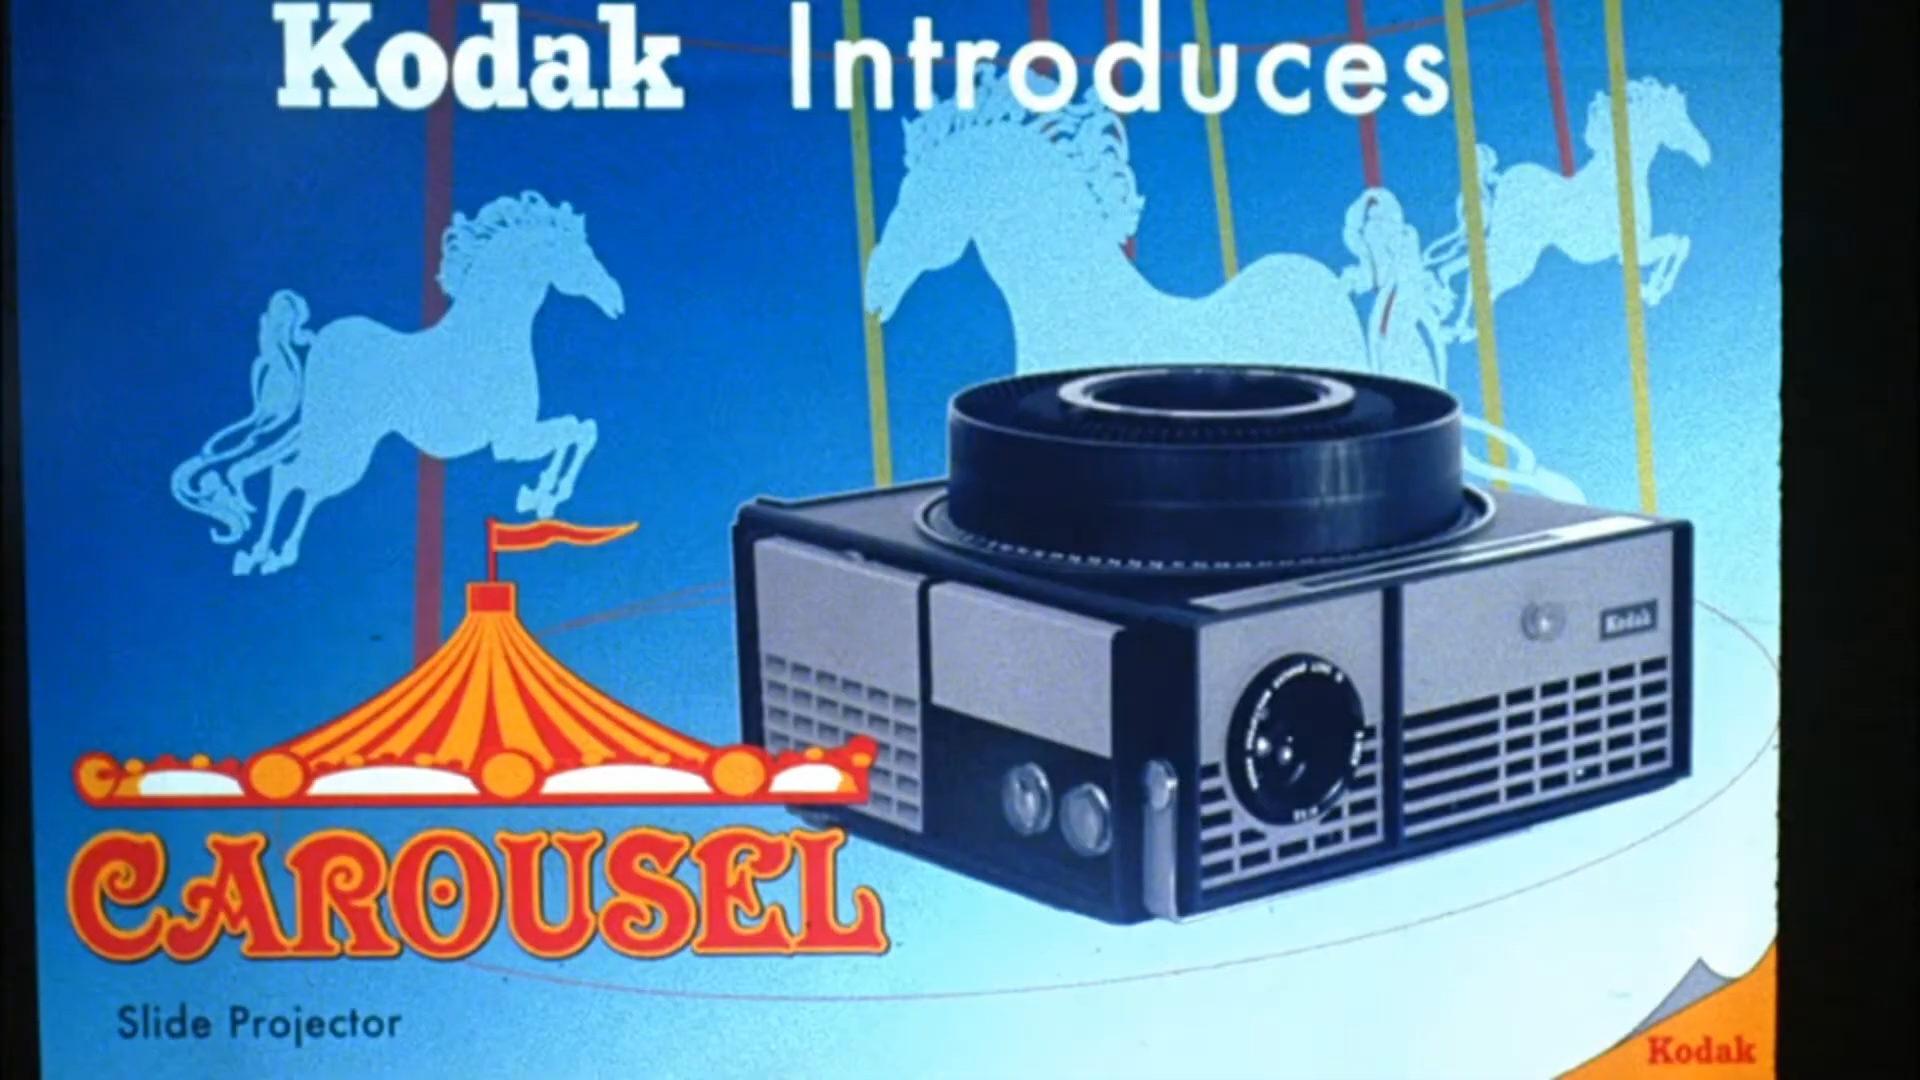 Kodak Introduces
Kodak
CAROUSEL
Slide Projector
Kodak